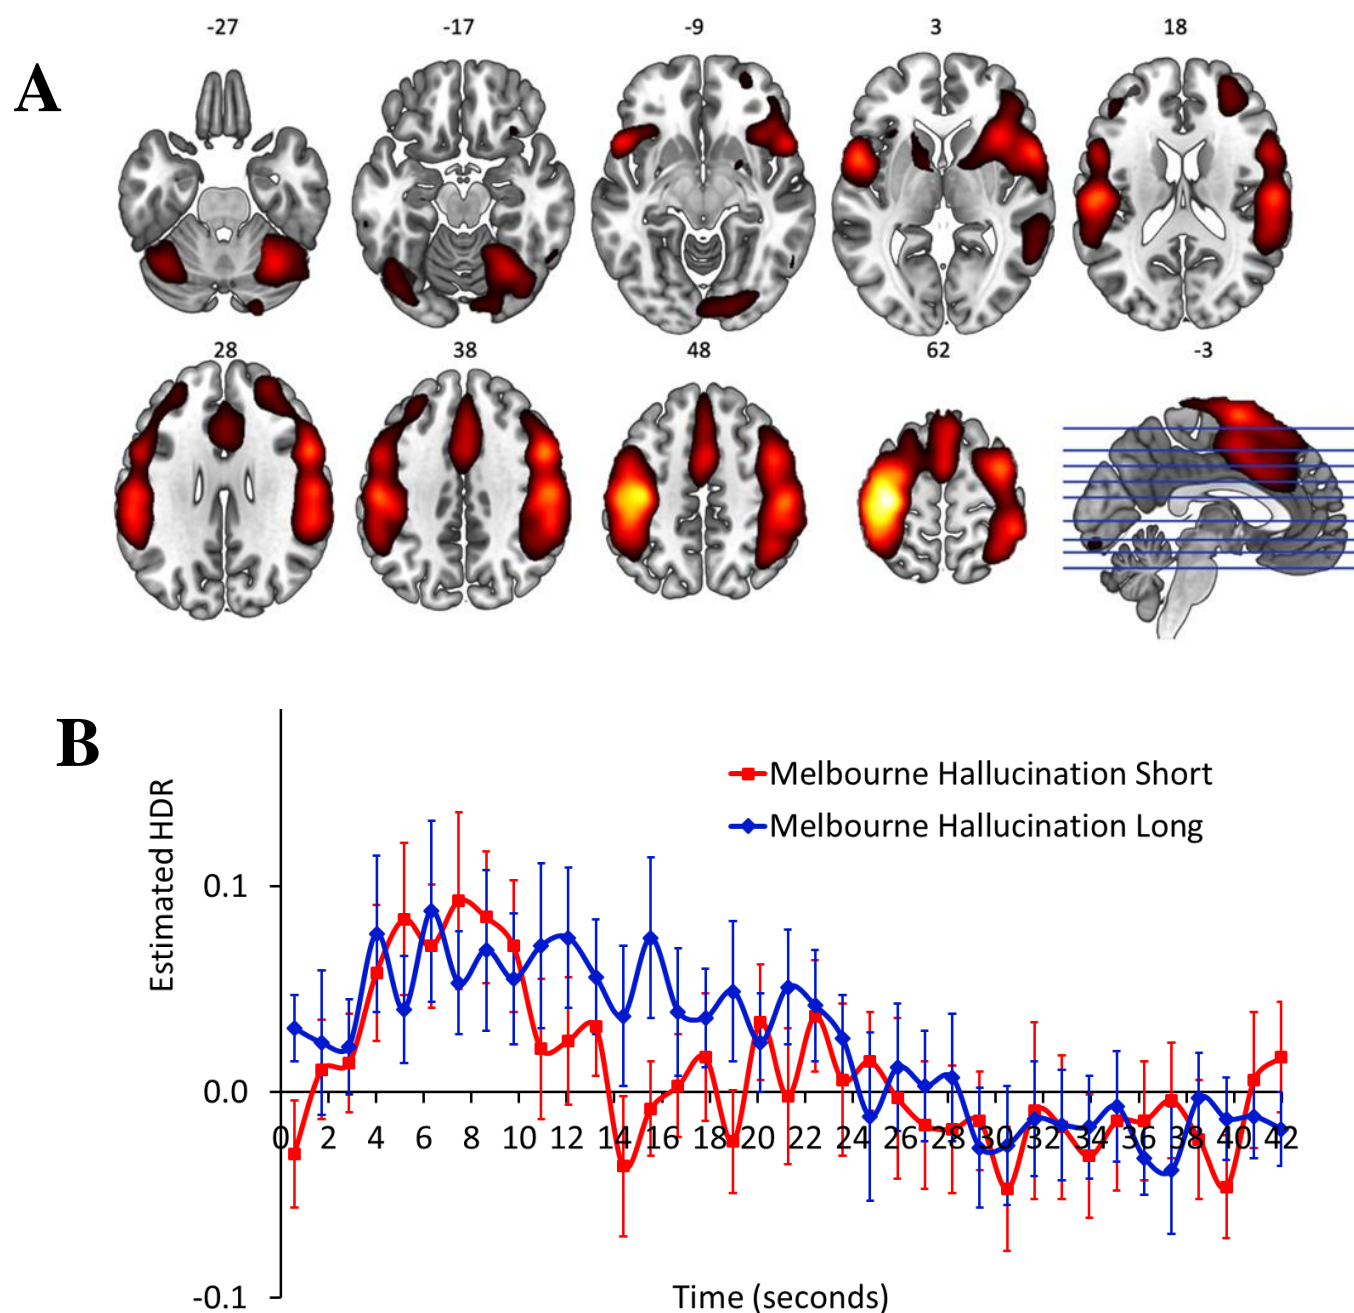 -27 -17 -9 3 18
A
28 38 48 62 -3
B
Melbourne Hallucination Short
Melbourne Hallucination Long
Estimated HDR
0.1
0.0
0 2 4 6 8 10 12 14 16 18 20 22 24 26 28 30 32 34 36 38 40 42
-0.1
Time (seconds)